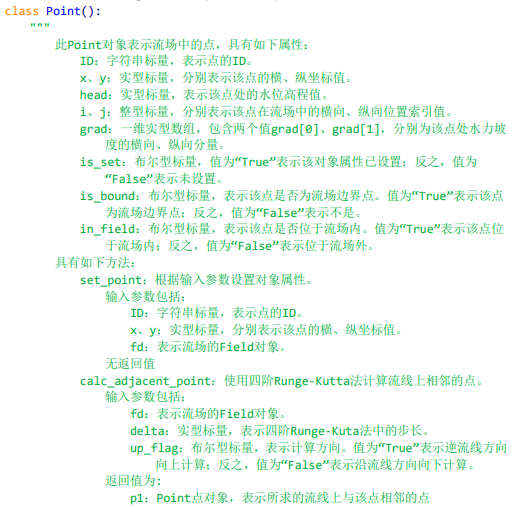 class Point():
"""
此Point对象表示流场中的点，具有如下属性：
ID：字符串标量，表示点的ID。
x、y：实型标量，分别表示该点的横、纵坐标值。
head：实型标量，表示该点处的水位高程值。
i、j：整型标量，分别表示该点在流场中的横向、纵向位置索引值。
grad：一维实型数组，包含两个值grad[0]、grad[1]，分别为该点处水力坡
度的横向、纵向分量。
is_set：布尔型标量，值为“True”表示该对象属性已设置；反之，值为
“False”表示未设置。
is_bound：布尔型标量，表示该点是否为流场边界点。值为“True”表示该点
为流场边界点；反之，值为“False”表示不是。
in_field：布尔型标量，表示该点是否位于流场内。值为“True”表示该点位
于流场内；反之，值为“False”表示位于流场外。
具有如下方法：
set_point：根据输入参数设置对象属性。
输入参数包括：
ID：字符串标量，表示点的ID。
x、y：实型标量，分别表示该点的横、纵坐标值。
fd：表示流场的Field对象。
无返回值
calc_adjacent_point：使用四阶Runge-Kutta法计算流线上相邻的点。
输入参数包括：
fd：表示流场的Field对象。
delta：实型标量，表示四阶Runge-Kuta法中的步长。
up_flag：布尔型标量，表示计算方向。值为“True”表示逆流线方向
向上计算；反之，值为“False”表示沿流线方向向下计算。
返回值为：
p1：Point点对象，表示所求的流线上与该点相邻的点